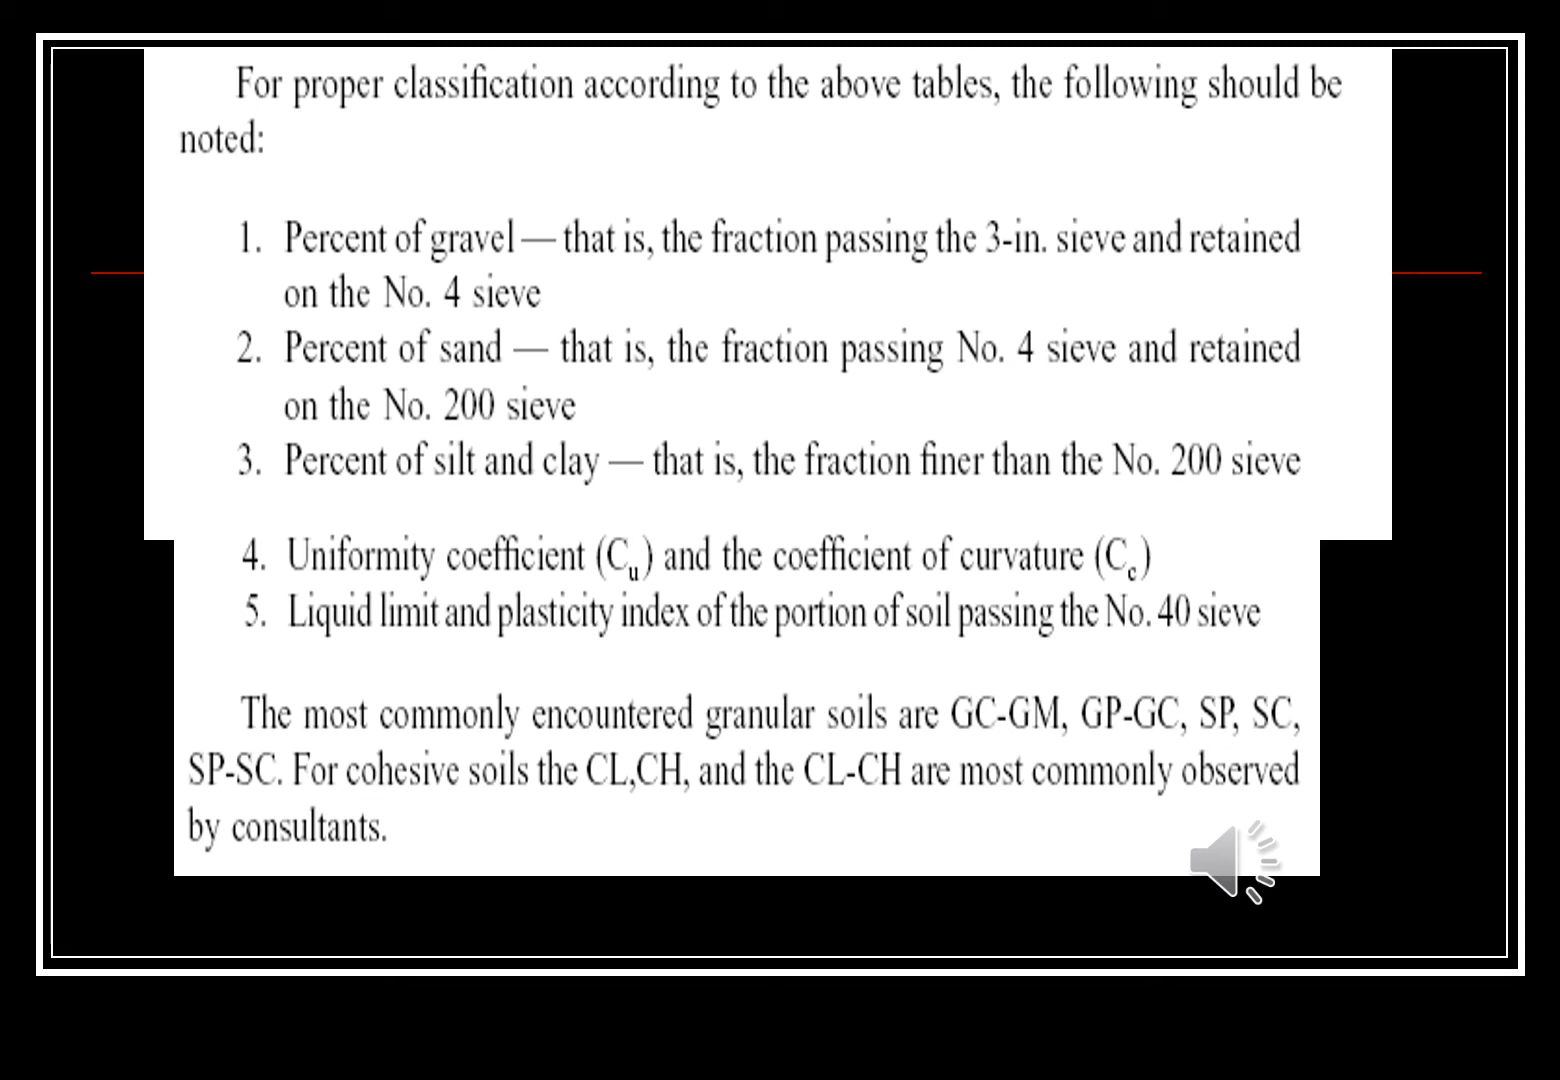 For proper classification according to the above tables, the following should be
noted:
1. Percent of gravel — that is, the fraction passing the 3-in. sieve and retained
on the No. 4 sieve
2. Percent of sand — that is, the fraction passing No. 4 sieve and retained
on the No. 200 sieve
3. Percent of silt and clay — that is, the fraction finer than the No. 200 sieve
4. Uniformity coefficient (Cu) and the coefficient of curvature (Cc)
5. Liquid limit and plasticity index of the portion of soil passing the No. 40 sieve
The most commonly encountered granular soils are GC-GM, GP-GC, SP, SC,
SP-SC. For cohesive soils the CL,CH, and the CL-CH are most commonly observed
by consultants.